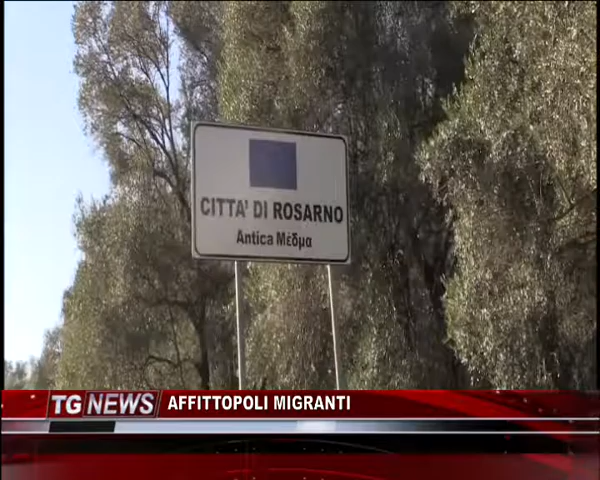 CITTA' DI ROSARNO
Antica Μέδμα
TG NEWS AFFITTOPOLI MIGRANTI